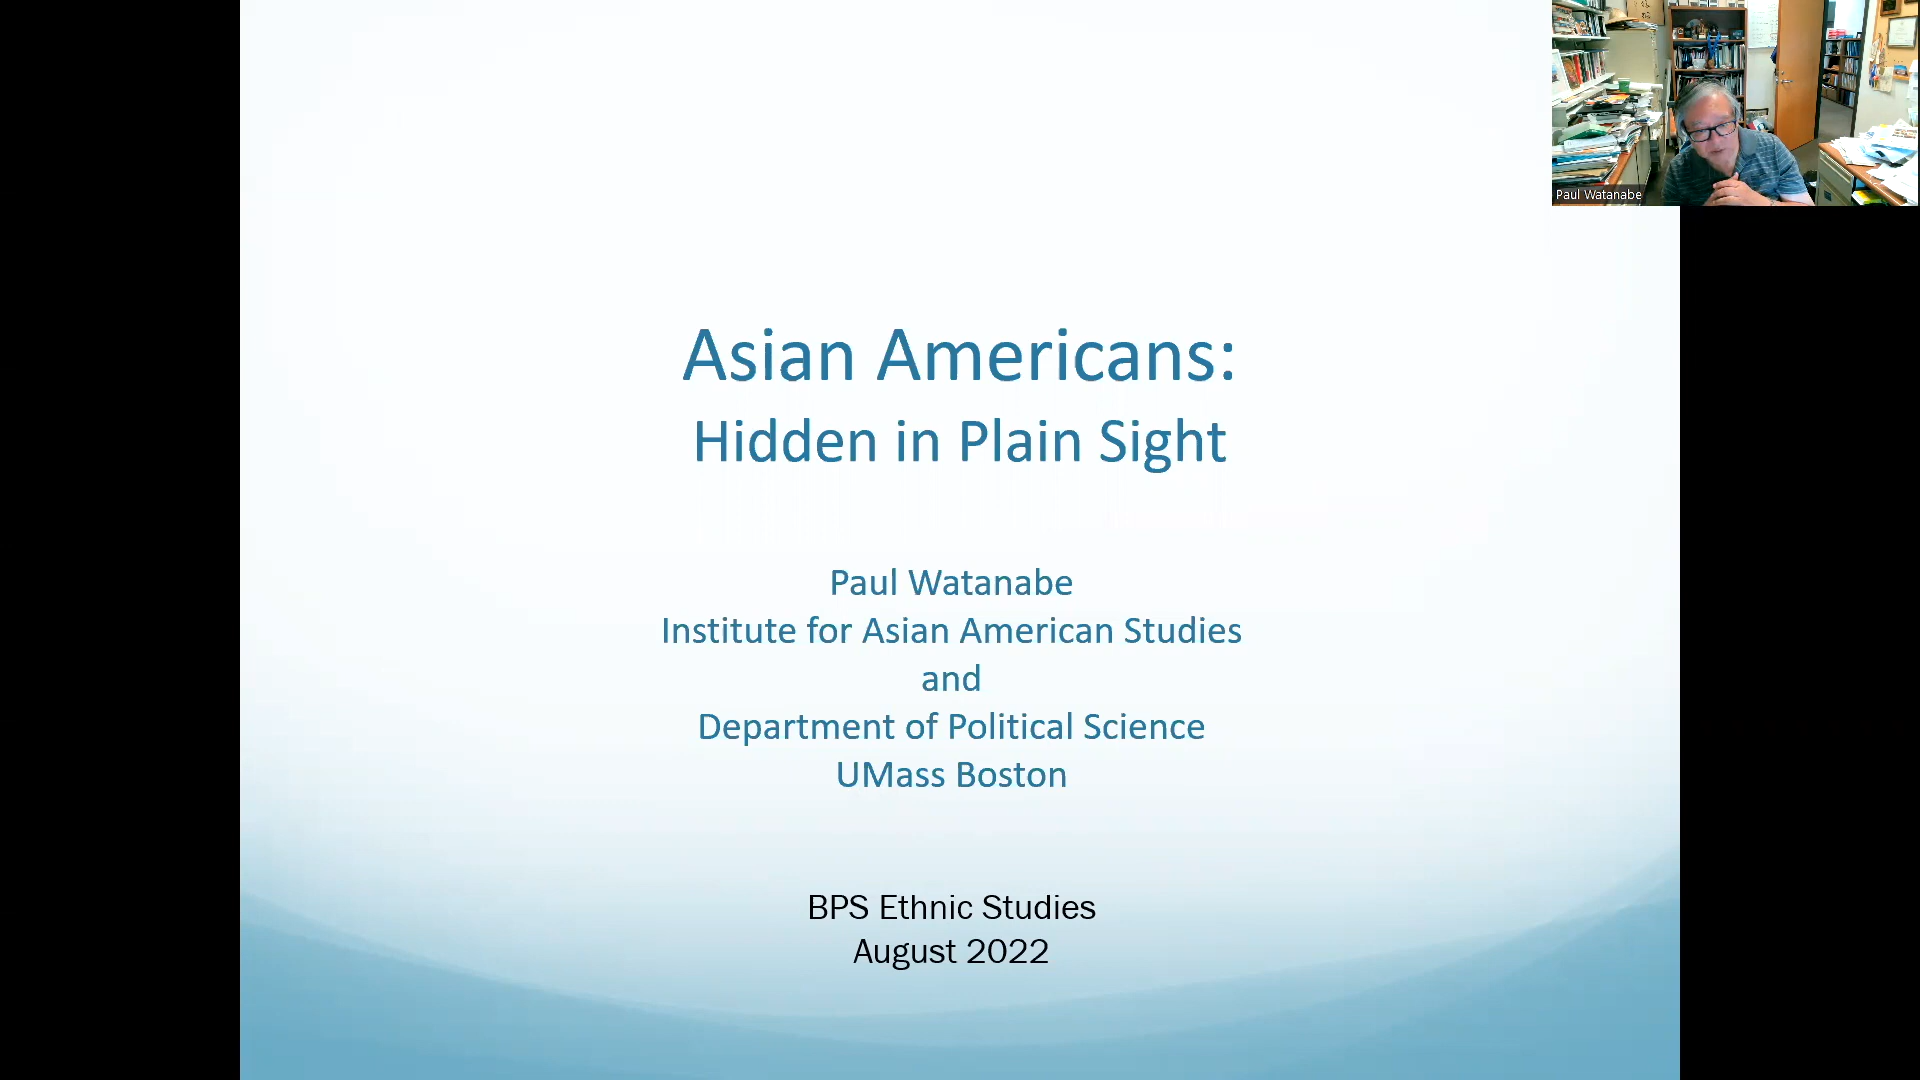 Asian Americans:
Hidden in Plain Sight
Paul Watanabe
Institute for Asian American Studies
and
Department of Political Science
UMass Boston
BPS Ethnic Studies
August 2022
Paul Watanabe